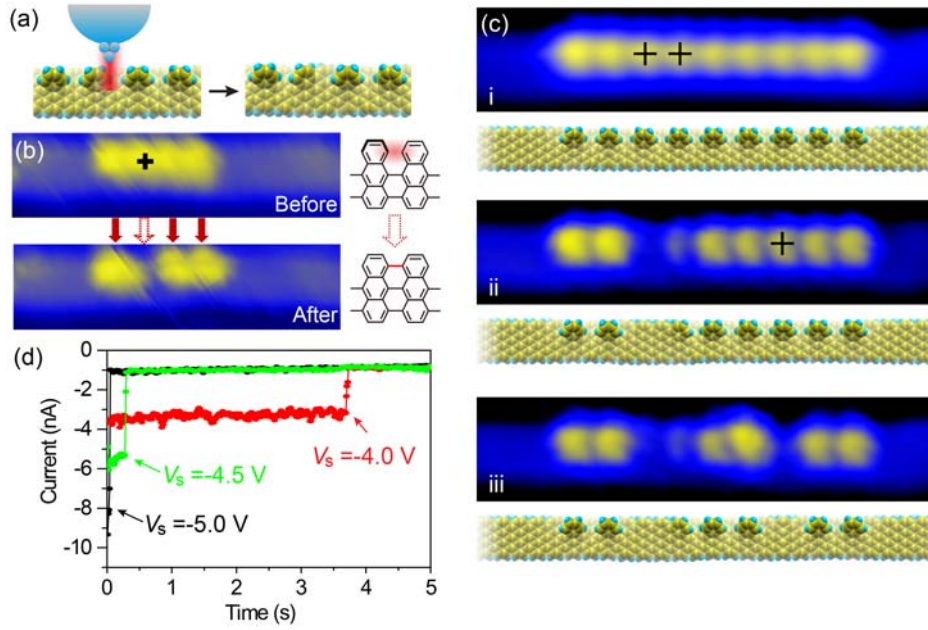 (a)
(b)
Before
After
(c)
i
ii
iii
(d)
0
-2
-4
-6
-8
-10
Current (nA)
Vs =-4.0 V
Vs =-4.5 V
Vs =-5.0 V
0 1 2 3 4 5
Time (s)